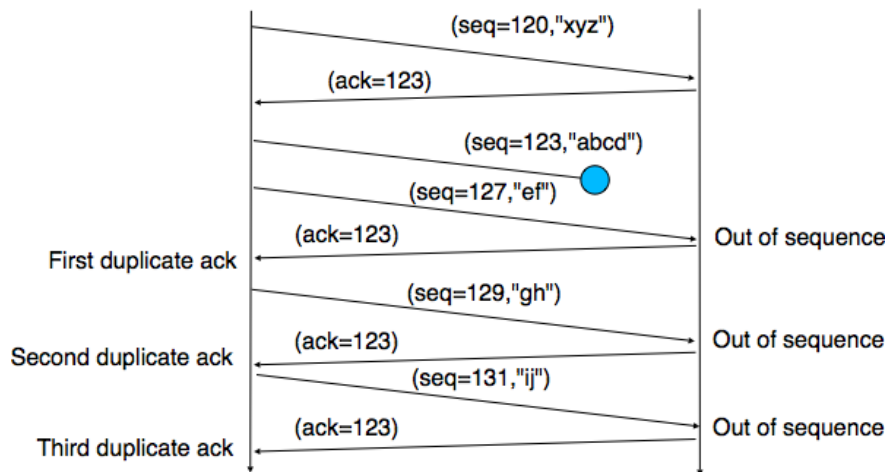 (seq=120,"xyz")
(ack=123)
(seq=123,"abcd")
(seq=127,"ef")
(ack=123)
Out of sequence
First duplicate ack
(seq=129,"gh")
(ack=123)
Out of sequence
Second duplicate ack
(seq=131,"ij")
(ack=123)
Out of sequence
Third duplicate ack